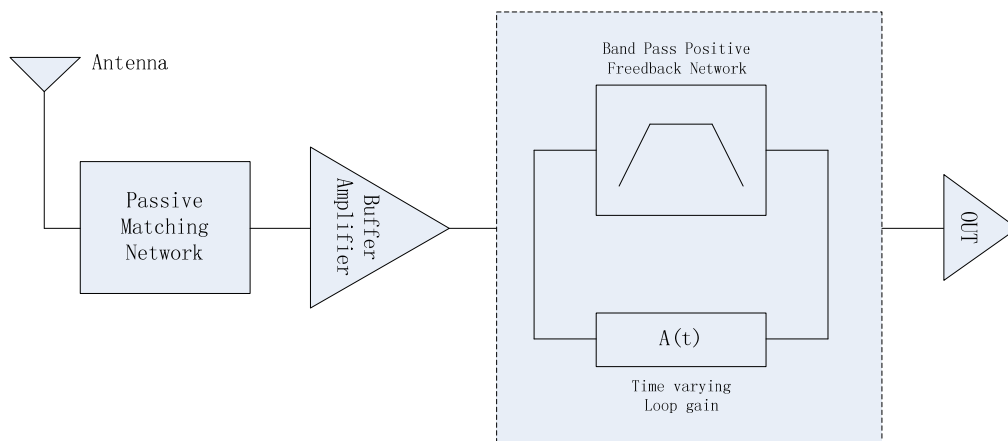 Antenna
Passive
Matching
Network
Buffer
Amplifier
Band Pass Positive
Freedback Network
A(t)
Time varying
Loop gain
OUT